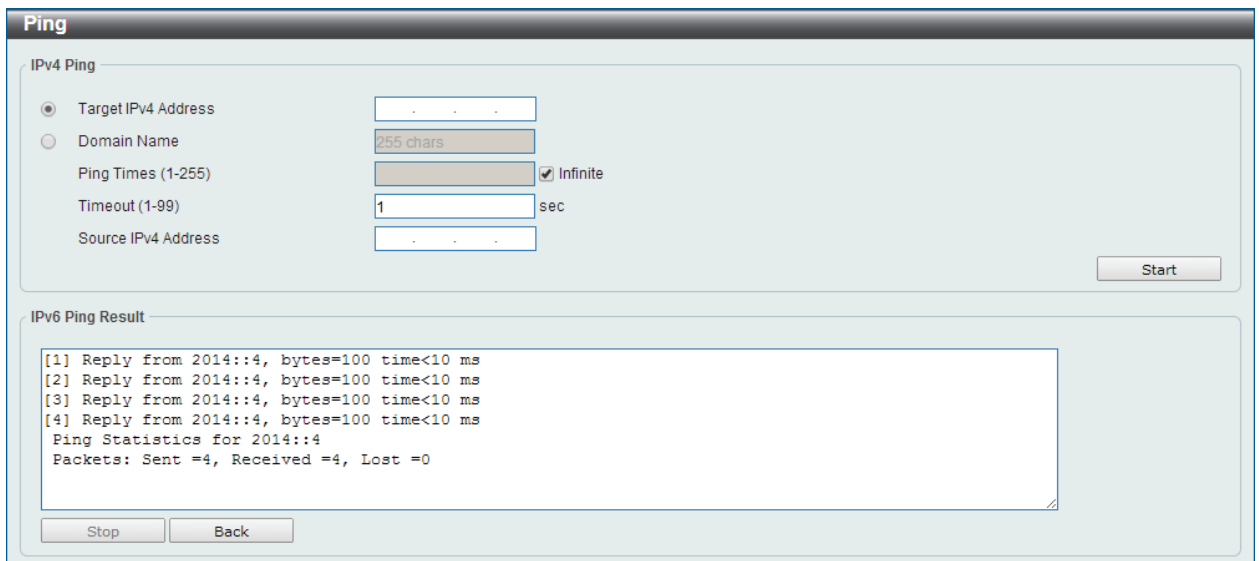 Ping
IPv4 Ping
Target IPv4 Address . . .
Domain Name 255 chars
Ping Times (1-255) Infinite
Timeout (1-99) 1 sec
Source IPv4 Address . . .
Start
IPv6 Ping Result
[1] Reply from 2014::4, bytes=100 time<10 ms
[2] Reply from 2014::4, bytes=100 time<10 ms
[3] Reply from 2014::4, bytes=100 time<10 ms
[4] Reply from 2014::4, bytes=100 time<10 ms
Ping Statistics for 2014::4
Packets: Sent =4, Received =4, Lost =0
Stop Back